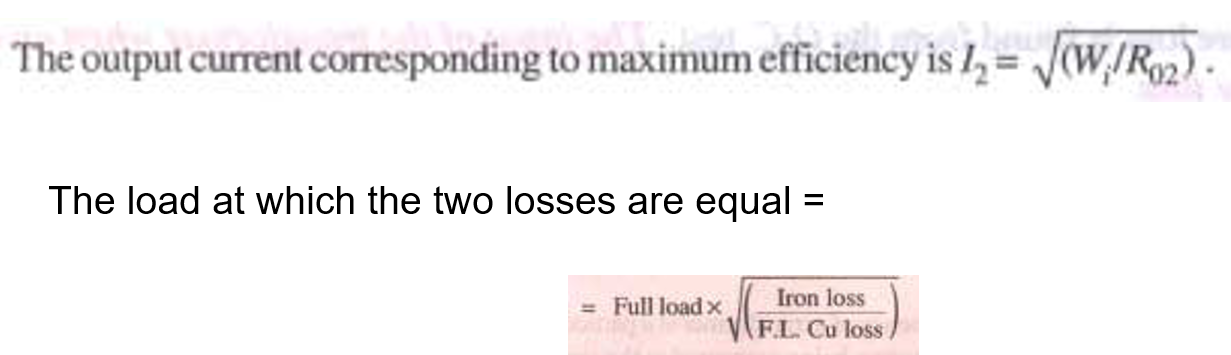 The output current corresponding to maximum efficiency is I₂ = √(Wᵢ/R₀₂) .
The load at which the two losses are equal =
= Full load × √(Iron loss / F.L. Cu loss)